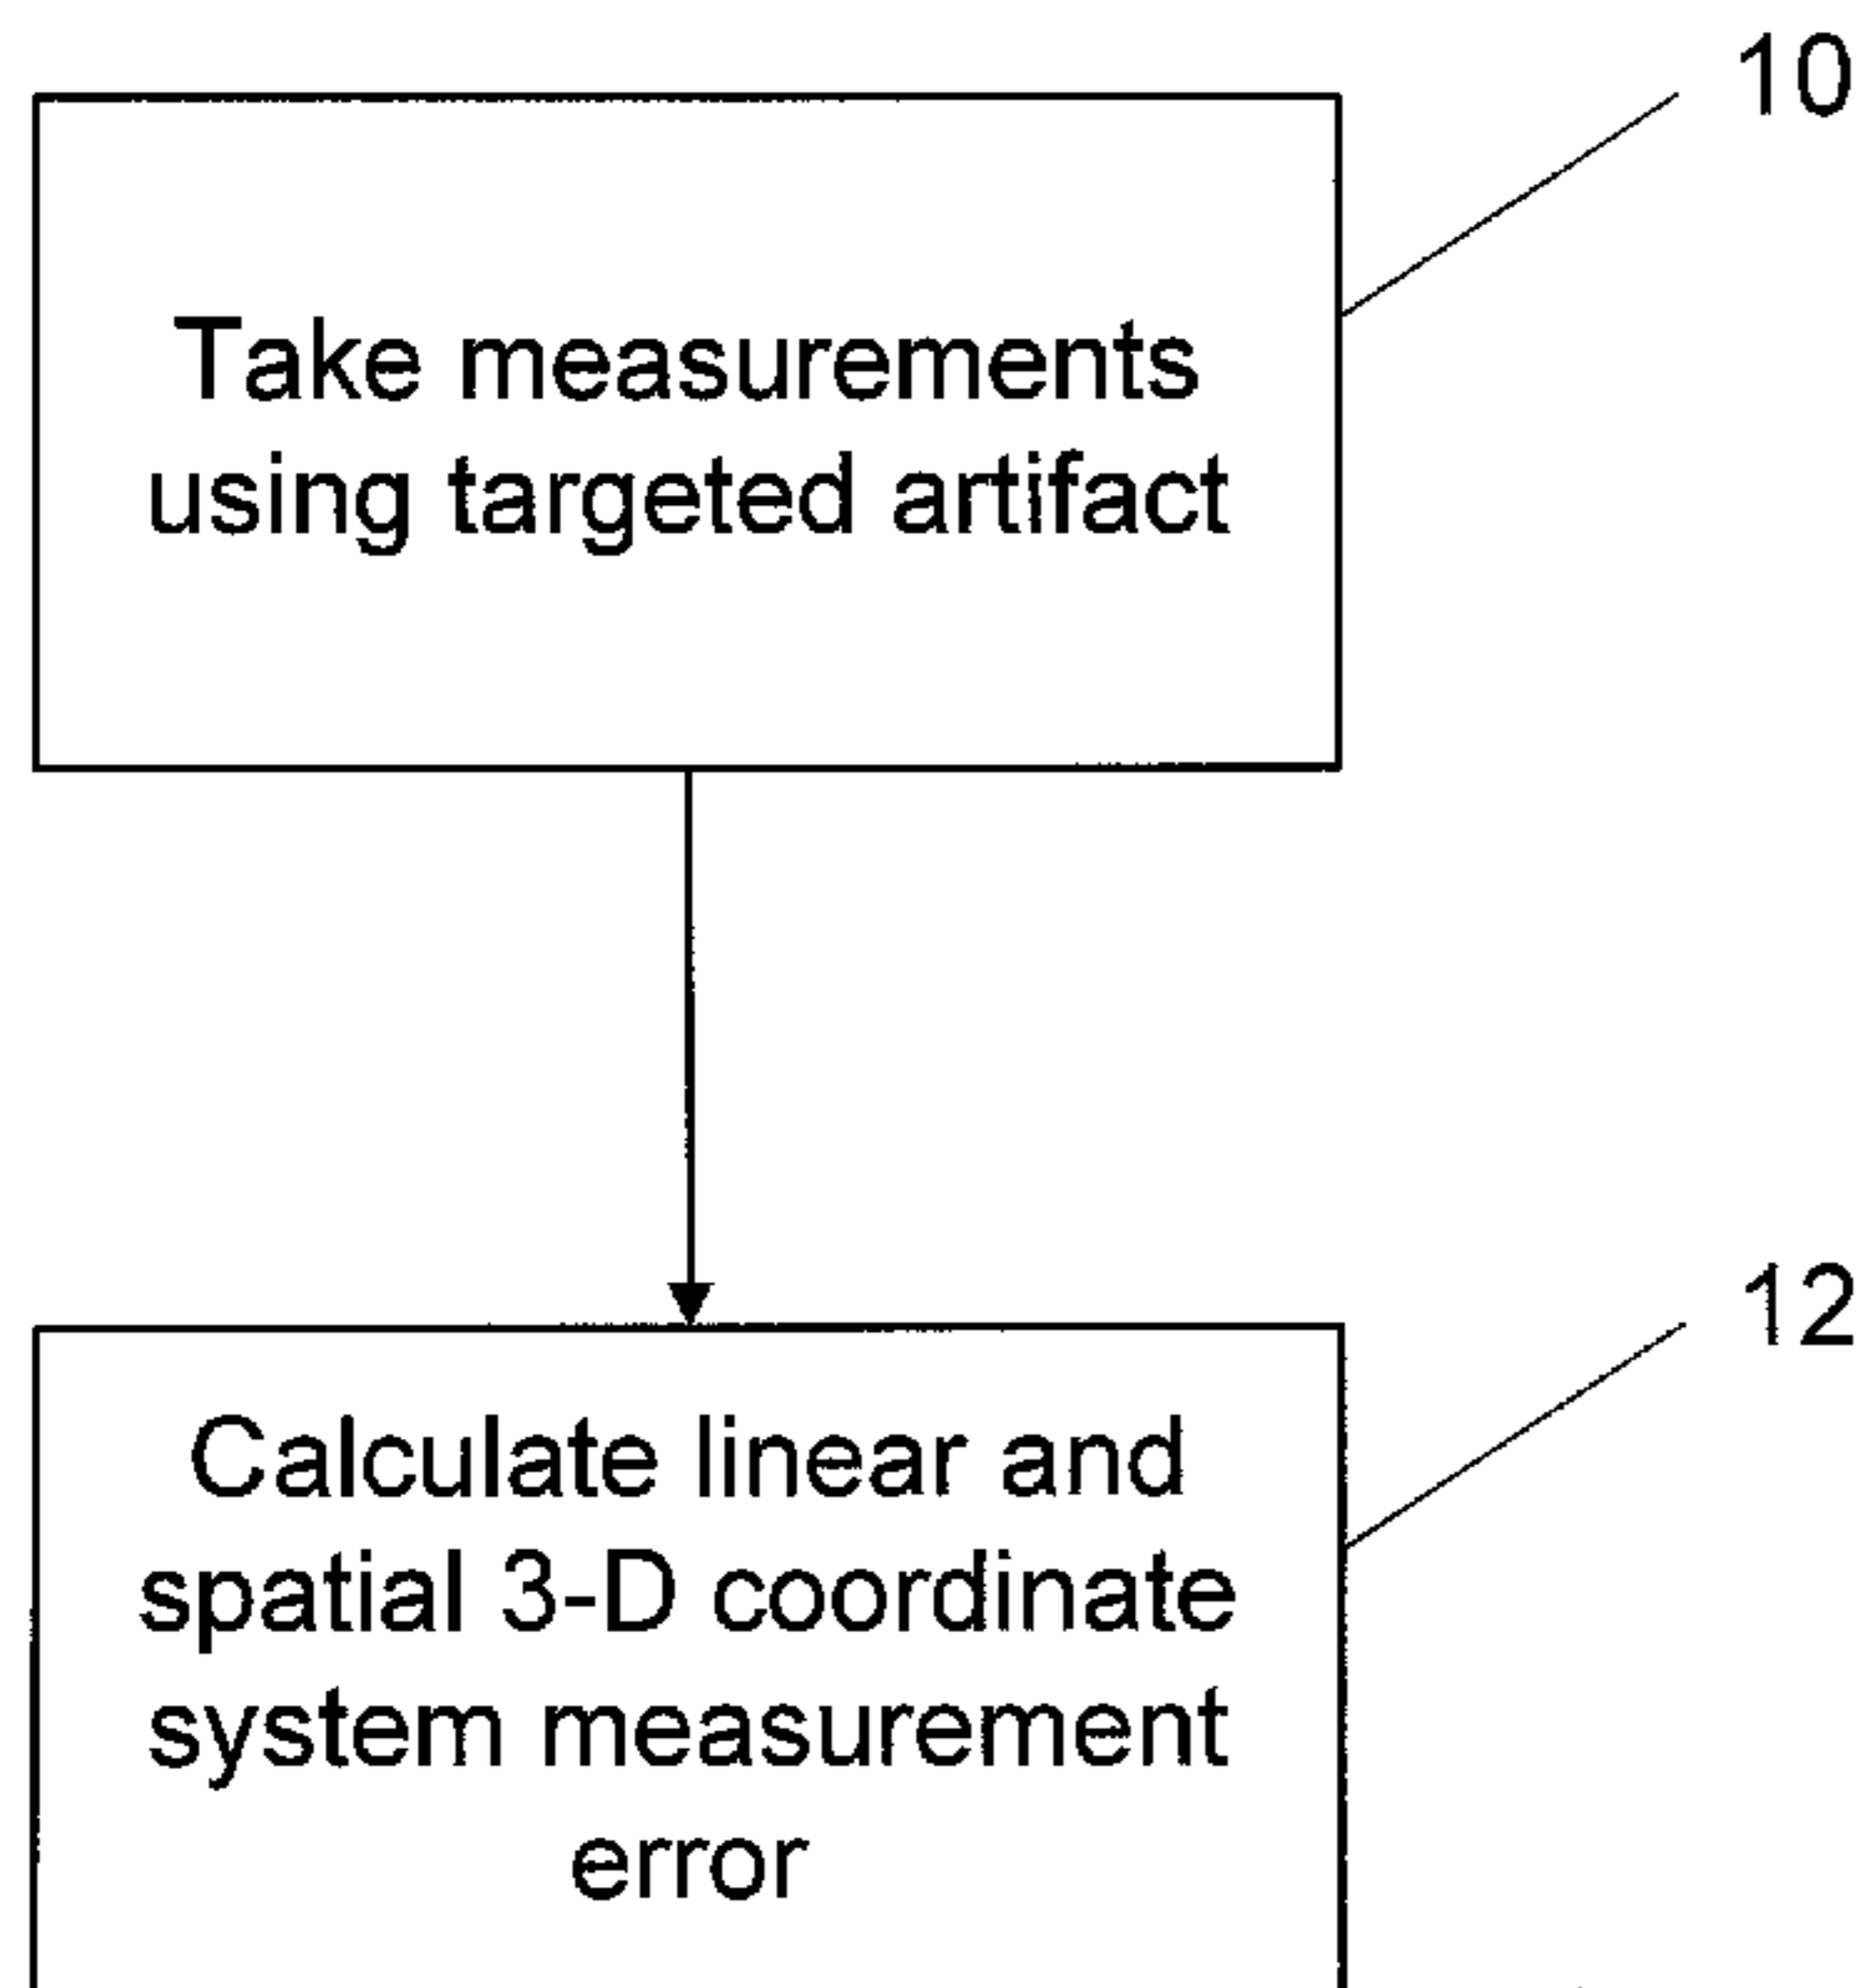 10
Take measurements
using targeted artifact
12
Calculate linear and
spatial 3-D coordinate
system measurement
error